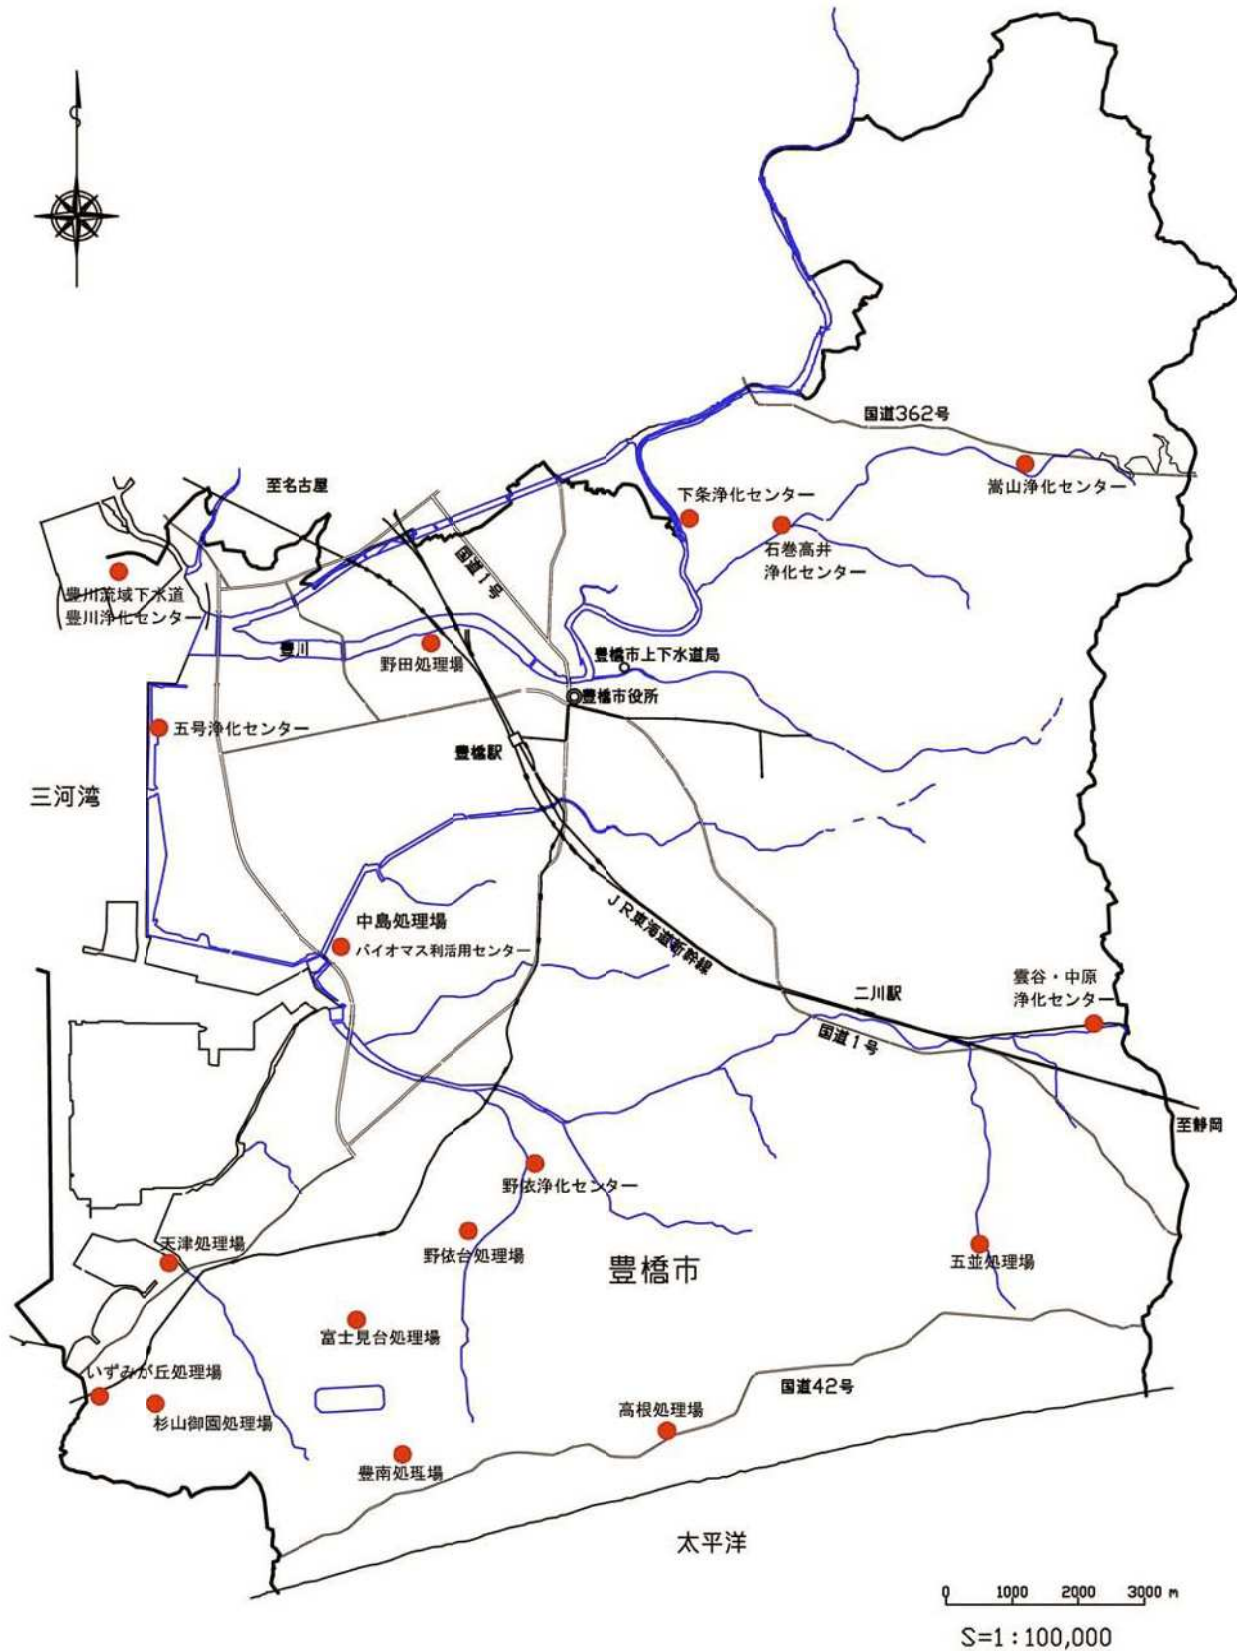 国道362号
至名古屋
下条浄化センター
嵩山浄化センター
石巻高井
浄化センター
国道1号
豊川流域下水道
豊川浄化センター
豊川
野田処理場
豊橋市上下水道局
豊橋市役所
五号浄化センター
豊橋駅
三河湾
中島処理場
バイオマス利活用センター
JR東海道新幹線
二川駅
雲谷・中原
浄化センター
国道1号
至静岡
野依浄化センター
天津処理場
野依台処理場
豊橋市
五並処理場
富士見台処理場
いずみが丘処理場
国道42号
杉山御園処理場
高根処理場
豊南処理場
太平洋
0 1000 2000 3000 m
S=1:100,000